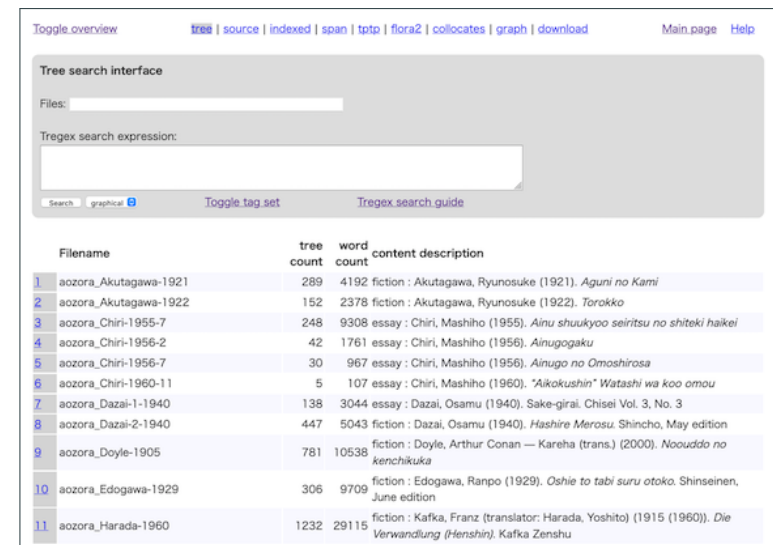 Toggle overview tree | source | indexed | span | tptp | flora2 | collocates | graph | download Main page Help
Tree search interface
Files:
Tregex search expression:
Search graphical Toggle tag set Tregex search guide
Filename tree count word count content description
1 aozora_Akutagawa-1921 289 4192 fiction : Akutagawa, Ryunosuke (1921). Aguni no Kami
2 aozora_Akutagawa-1922 152 2378 fiction : Akutagawa, Ryunosuke (1922). Torokko
3 aozora_Chiri-1955-7 248 9308 essay : Chiri, Mashiho (1955). Ainu shuukyoo seiritsu no shiteki haikei
4 aozora_Chiri-1956-2 42 1761 essay : Chiri, Mashiho (1956). Ainugogaku
5 aozora_Chiri-1956-7 30 967 essay : Chiri, Mashiho (1956). Ainugo no Omoshirosa
6 aozora_Chiri-1960-11 5 107 essay : Chiri, Mashiho (1960). "Aikokushin" Watashi wa koo omou
7 aozora_Dazai-1-1940 138 3044 essay : Dazai, Osamu (1940). Sake-girai. Chisei Vol. 3, No. 3
8 aozora_Dazai-2-1940 447 5043 fiction : Dazai, Osamu (1940). Hashire Merosu. Shincho, May edition
9 aozora_Doyle-1905 781 10538 fiction : Doyle, Arthur Conan — Kareha (trans.) (2000). Noouddo no
kenchikuka
10 aozora_Edogawa-1929 306 9709 fiction : Edogawa, Ranpo (1929). Oshie to tabi suru otoko. Shinseinen,
June edition
11 aozora_Harada-1960 1232 29115 fiction : Kafka, Franz (translator: Harada, Yoshito) (1915 (1960)). Die
Verwandlung (Henshin). Kafka Zenshu